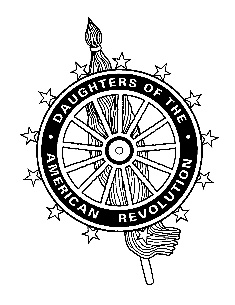 DAUGHTERS OF THE
AMERICAN REVOLUTION